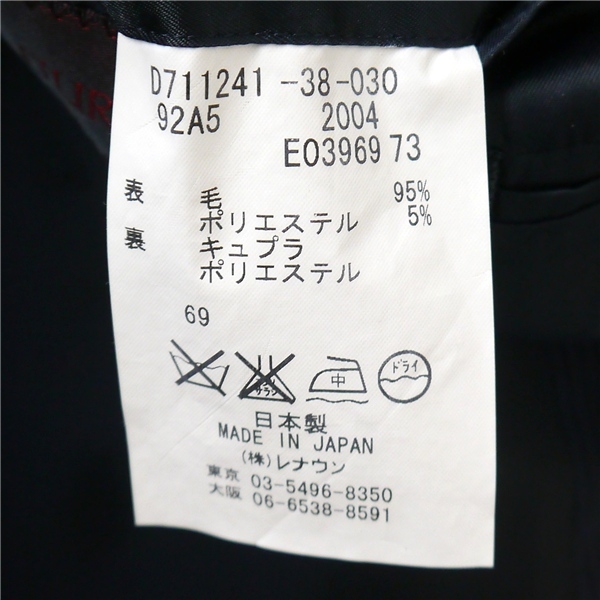 D711241 -38-030
92A5 2004
E03969 73
表 毛 95%
ポリエステル 5%
裏 キュプラ
ポリエステル
69
中 ドライ
日本製
MADE IN JAPAN
(株)レナウン
東京 03-5496-8350
大阪 06-6538-8591